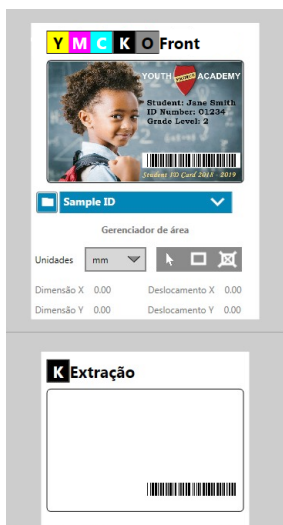 Y M C K O Front
YOUTH PRINCE ACADEMY
Student: Jane Smith
ID Number: 01234
Grade Level: 2
Student ID Card 2018 - 2019
Sample ID
Gerenciador de área
Unidades mm
Dimensão X 0.00 Deslocamento X 0.00
Dimensão Y 0.00 Deslocamento Y 0.00
K Extração